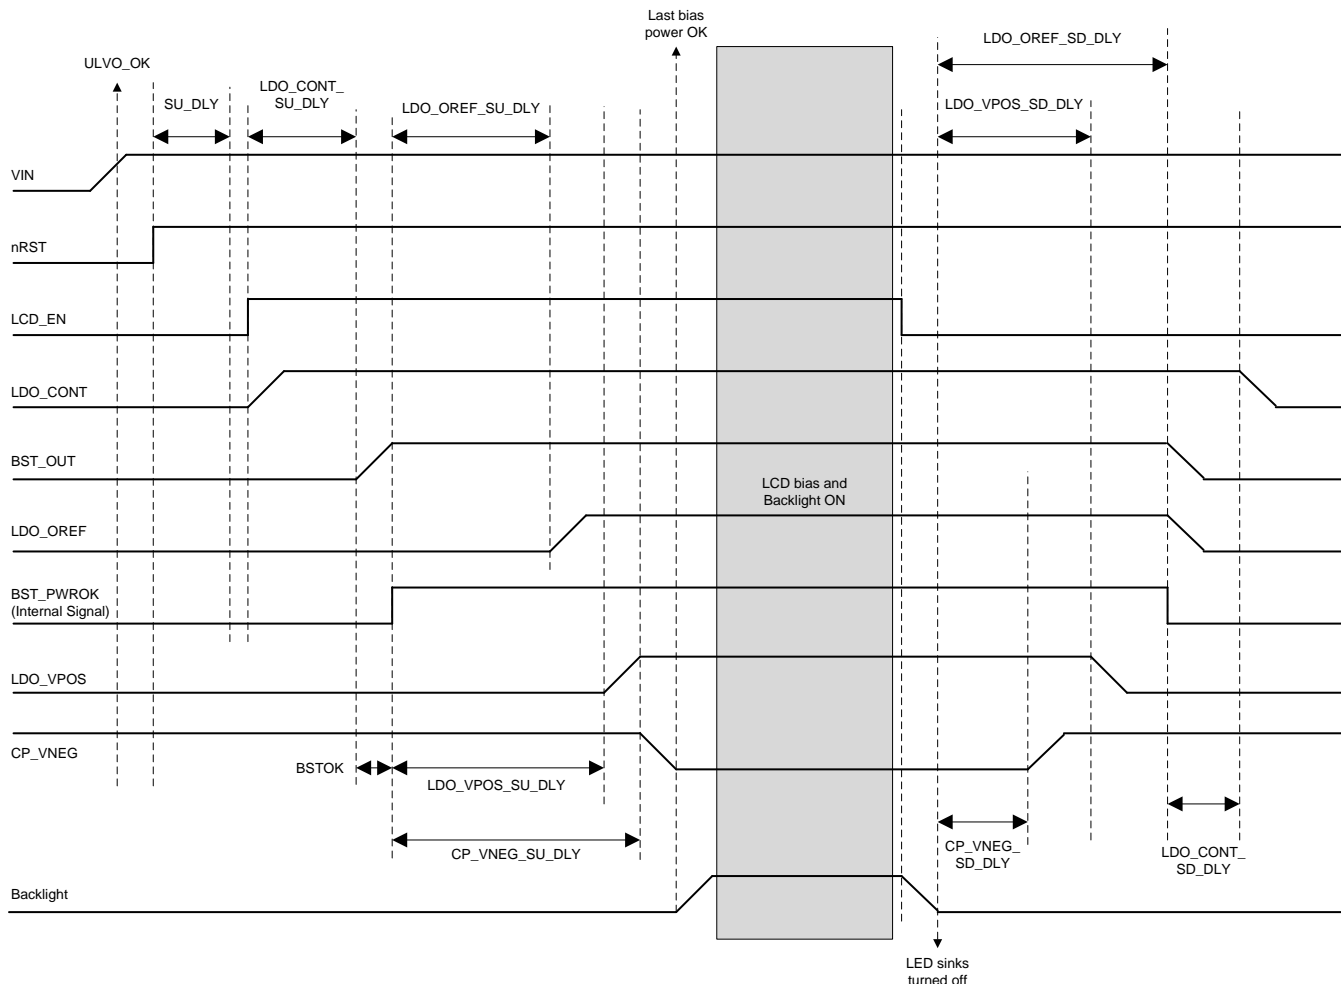 Last bias
power OK
ULVO_OK
SU_DLY
LDO_CONT_
SU_DLY
LDO_OREF_SU_DLY
LDO_OREF_SD_DLY
LDO_VPOS_SD_DLY
VIN
nRST
LCD_EN
LDO_CONT
BST_OUT
LCD bias and
Backlight ON
LDO_OREF
BST_PWROK
(Internal Signal)
LDO_VPOS
CP_VNEG
BSTOK
LDO_VPOS_SU_DLY
CP_VNEG_SU_DLY
CP_VNEG_
SD_DLY
LDO_CONT_
SD_DLY
Backlight
LED sinks
turned off